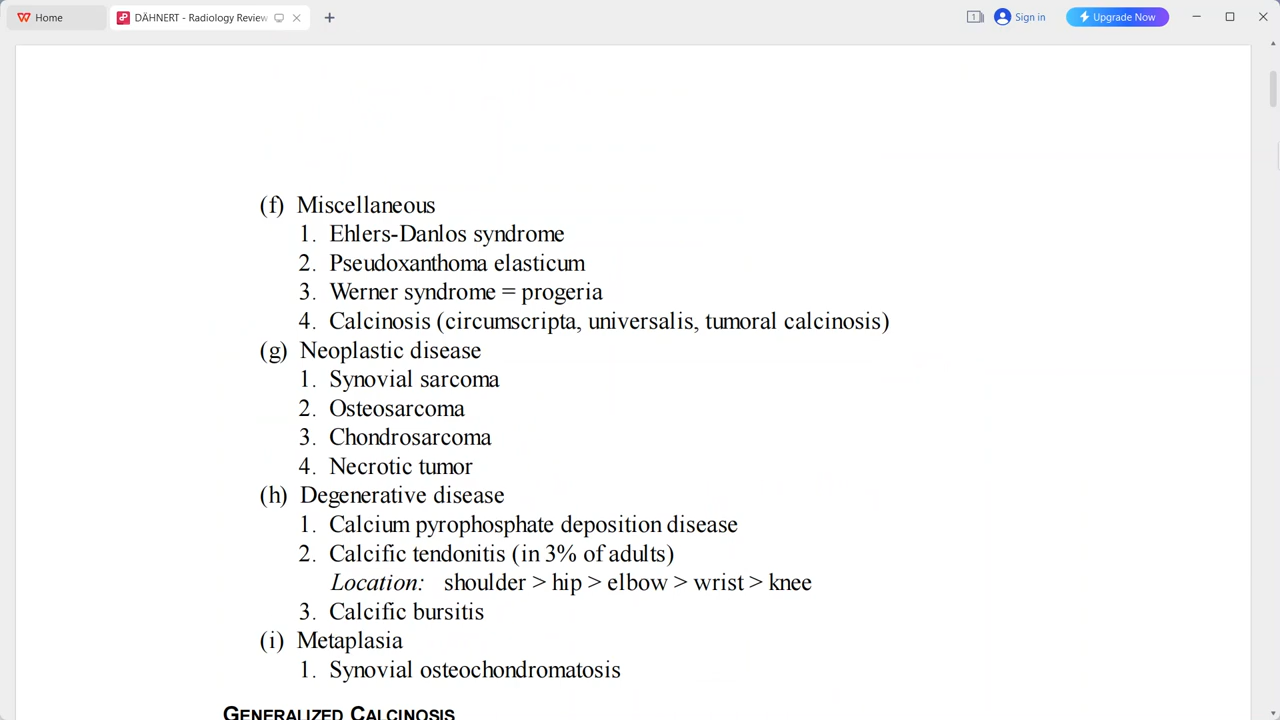 Home
DÄHNERT - Radiology Review
1
Sign in
Upgrade Now
(f) Miscellaneous
1. Ehlers-Danlos syndrome
2. Pseudoxanthoma elasticum
3. Werner syndrome = progeria
4. Calcinosis (circumscripta, universalis, tumoral calcinosis)
(g) Neoplastic disease
1. Synovial sarcoma
2. Osteosarcoma
3. Chondrosarcoma
4. Necrotic tumor
(h) Degenerative disease
1. Calcium pyrophosphate deposition disease
2. Calcific tendonitis (in 3% of adults)
Location: shoulder > hip > elbow > wrist > knee
3. Calcific bursitis
(i) Metaplasia
1. Synovial osteochondromatosis
GENERALIZED CALCINOSIS